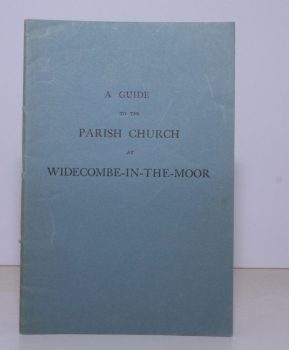 A GUIDE
TO THE
PARISH CHURCH
AT
WIDECOMBE-IN-THE-MOOR